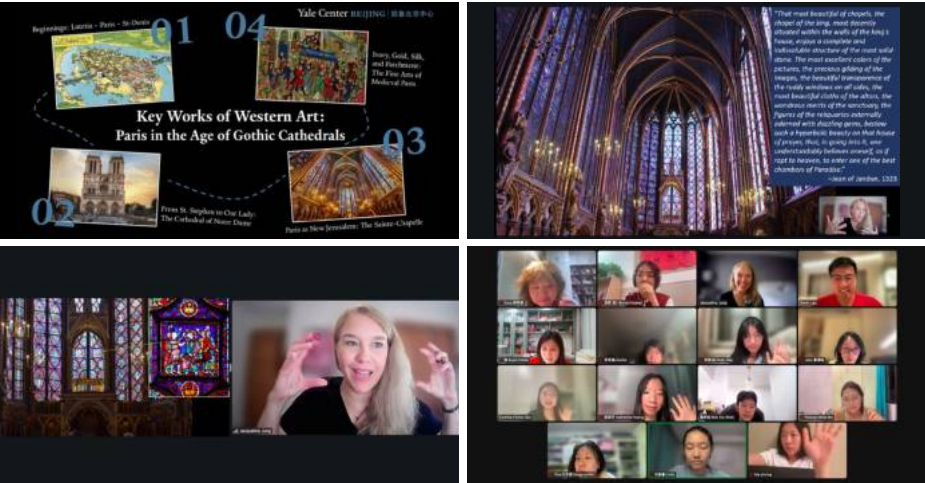 Beginnings: Lutetia – Paris – St-Denis
01
04
Yale Center BEIJING | 耶鲁北京中心
Ivory, Gold, Silk,
and Parchment:
The Fine Arts of
Medieval Paris
Key Works of Western Art:
Paris in the Age of Gothic Cathedrals
03
02
From St. Stephen to Our Lady:
The Cathedral of Notre Dame
Paris as New Jerusalem: The Sainte-Chapelle
"That most beautiful of chapels, the
chapel of the king, most decently
situated within the walls of the king's
house, enjoys a complete and
indissoluble structure of the most solid
stone. The most excellent colors of the
pictures, the precious gilding of the
images, the beautiful transparence of
the ruddy windows on all sides, the
most beautiful cloths of the altars, the
wondrous merits of the sanctuary, the
figures of the reliquaries externally
adorned with dazzling gems, bestow
such a hyperbolic beauty on that house
of prayer, that, in going into it, one
understandably believes oneself, as if
rapt to heaven, to enter one of the best
chambers of Paradise."
~Jean of Jandun, 1323
Jacqueline Jung